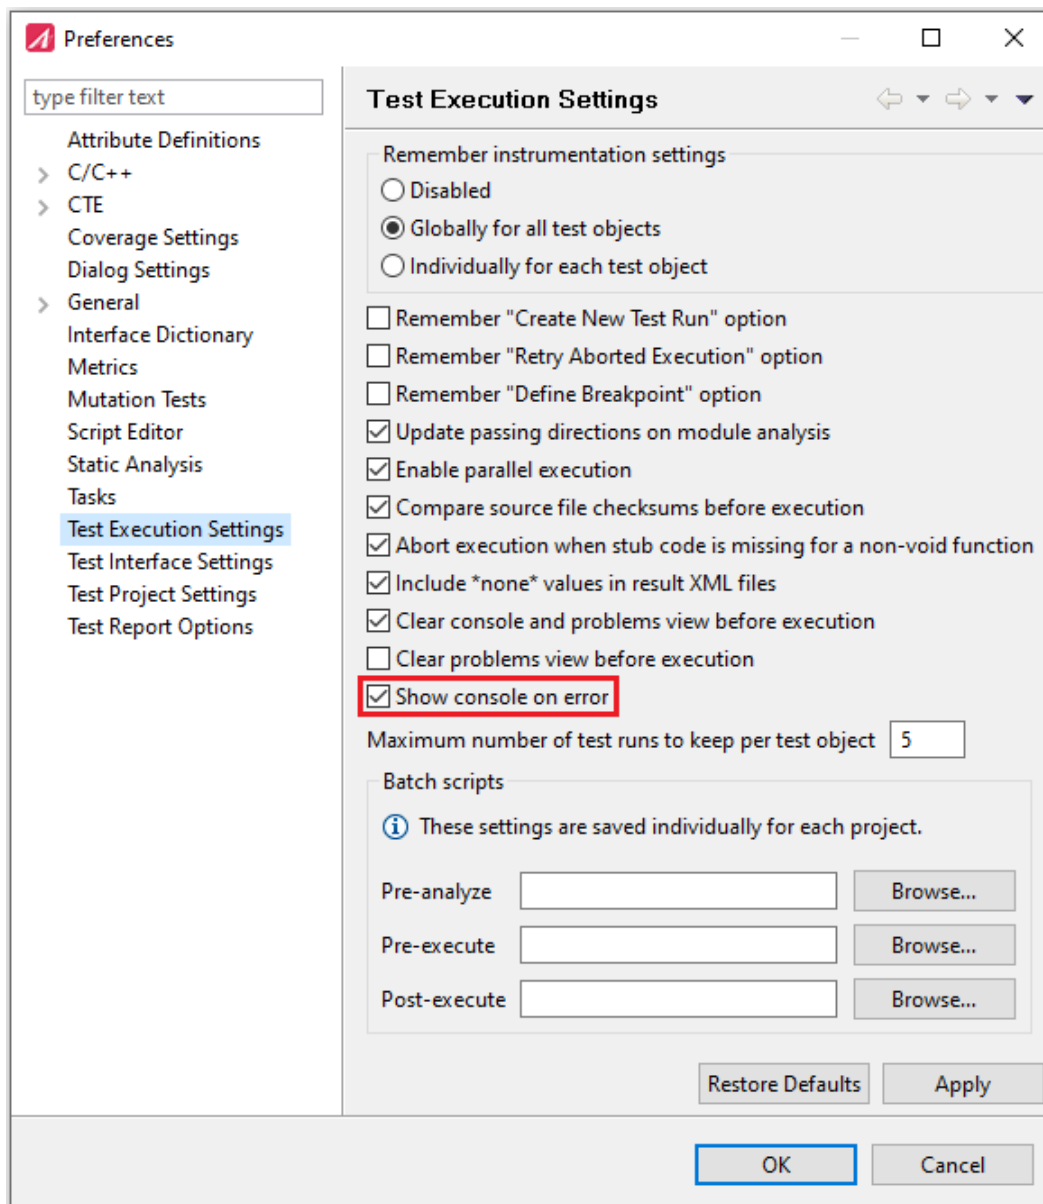 Preferences
type filter text
Attribute Definitions
C/C++
CTE
Coverage Settings
Dialog Settings
General
Interface Dictionary
Metrics
Mutation Tests
Script Editor
Static Analysis
Tasks
Test Execution Settings
Test Interface Settings
Test Project Settings
Test Report Options
Test Execution Settings
Remember instrumentation settings
Disabled
Globally for all test objects
Individually for each test object
Remember "Create New Test Run" option
Remember "Retry Aborted Execution" option
Remember "Define Breakpoint" option
Update passing directions on module analysis
Enable parallel execution
Compare source file checksums before execution
Abort execution when stub code is missing for a non-void function
Include *none* values in result XML files
Clear console and problems view before execution
Clear problems view before execution
Show console on error
Maximum number of test runs to keep per test object 5
Batch scripts
These settings are saved individually for each project.
Pre-analyze Browse...
Pre-execute Browse...
Post-execute Browse...
Restore Defaults Apply
OK Cancel